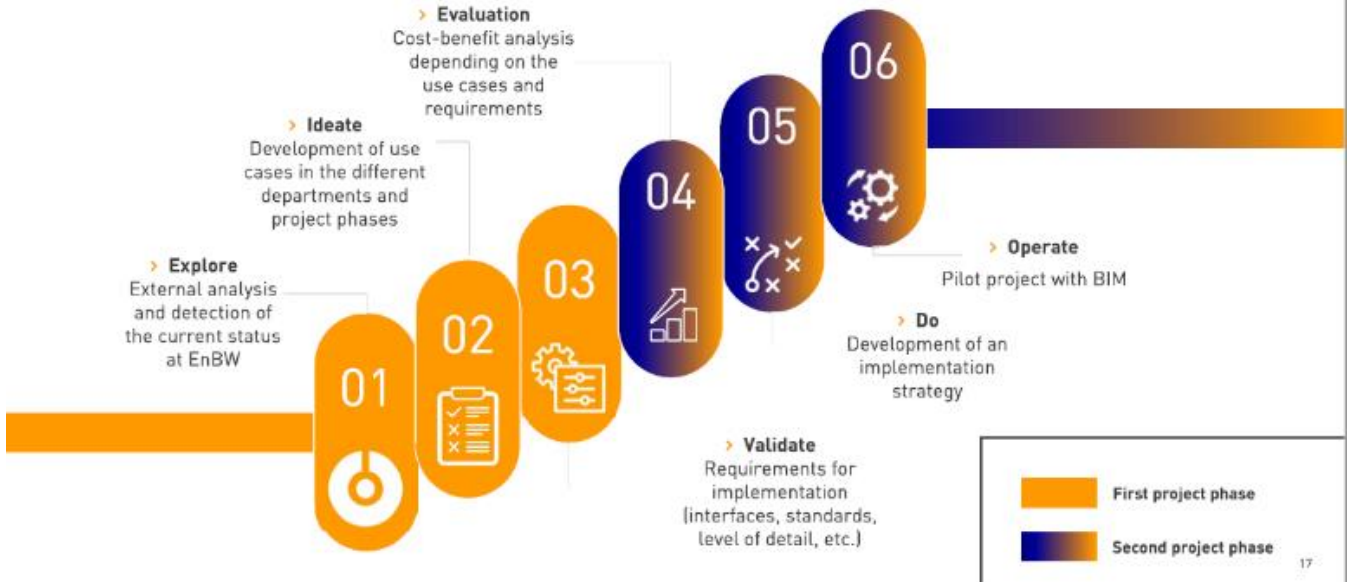 > Evaluation
Cost-benefit analysis
depending on the
use cases and
requirements
> Ideate
Development of use
cases in the different
departments and
project phases
> Explore
External analysis
and detection of
the current status
at EnBW
01
02
03
04
05
06
> Operate
Pilot project with BIM
> Do
Development of an
implementation
strategy
> Validate
Requirements for
implementation
(interfaces, standards,
level of detail, etc.)
First project phase
Second project phase
17